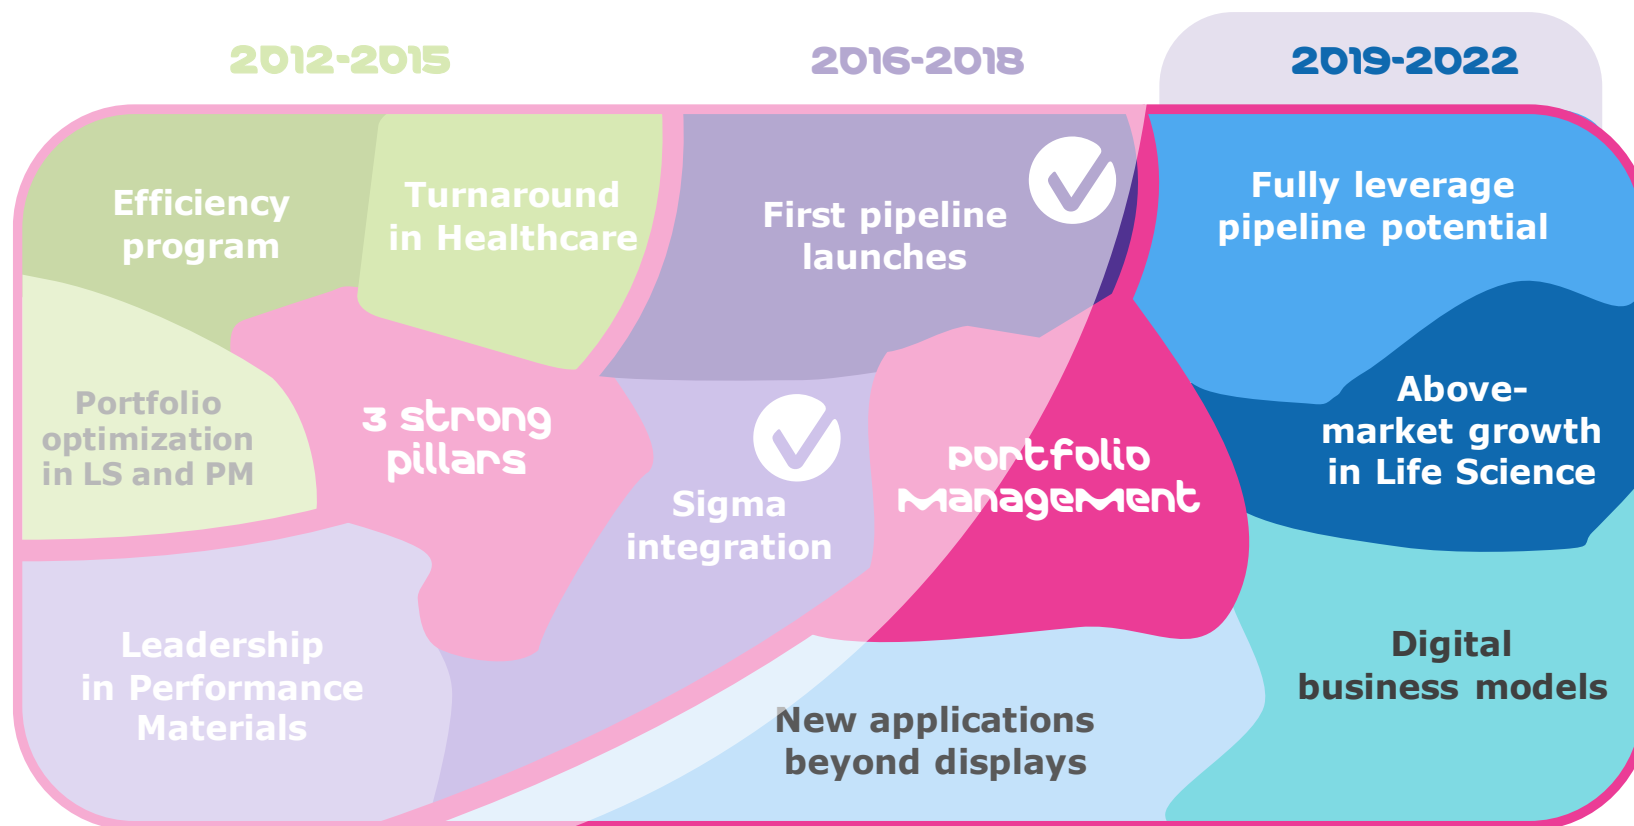 2012-2015
2016-2018
2019-2022
Efficiency
program
Turnaround
in Healthcare
First pipeline
launches
Fully leverage
pipeline potential
Portfolio
optimization
in LS and PM
3 strong
pillars
Sigma
integration
portfolio
management
Above-
market growth
in Life Science
Leadership
in Performance
Materials
New applications
beyond displays
Digital
business models